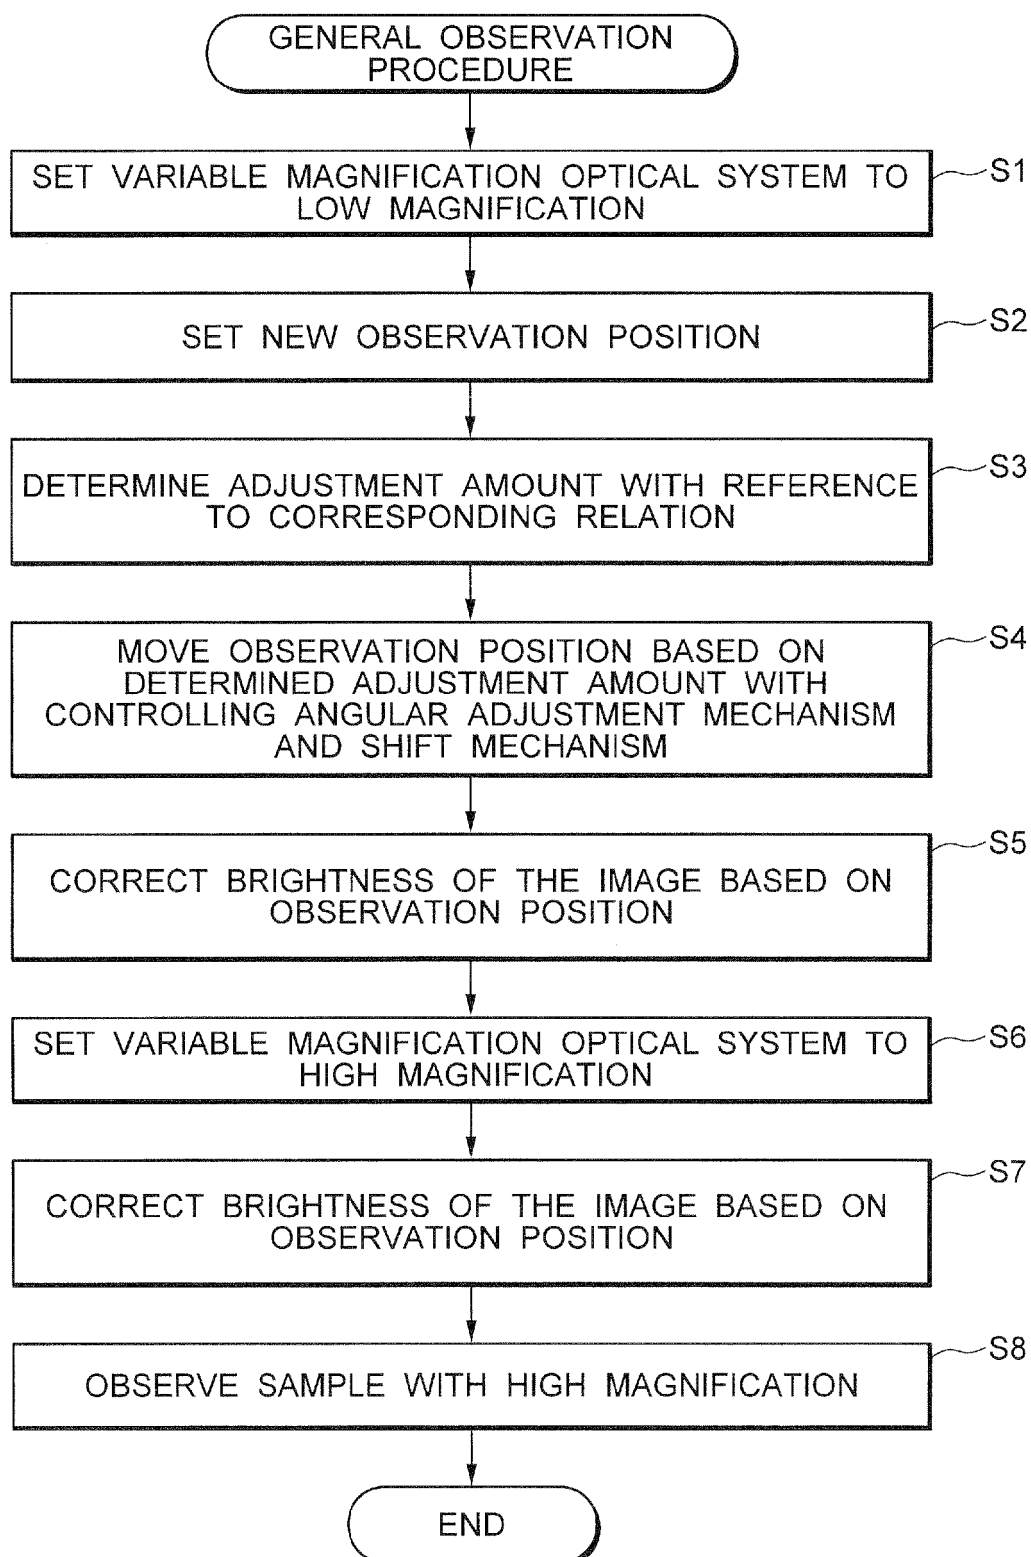 GENERAL OBSERVATION
PROCEDURE
SET VARIABLE MAGNIFICATION OPTICAL SYSTEM TO
LOW MAGNIFICATION
S1
SET NEW OBSERVATION POSITION
S2
DETERMINE ADJUSTMENT AMOUNT WITH REFERENCE
TO CORRESPONDING RELATION
S3
MOVE OBSERVATION POSITION BASED ON
DETERMINED ADJUSTMENT AMOUNT WITH
CONTROLLING ANGULAR ADJUSTMENT MECHANISM
AND SHIFT MECHANISM
S4
CORRECT BRIGHTNESS OF THE IMAGE BASED ON
OBSERVATION POSITION
S5
SET VARIABLE MAGNIFICATION OPTICAL SYSTEM TO
HIGH MAGNIFICATION
S6
CORRECT BRIGHTNESS OF THE IMAGE BASED ON
OBSERVATION POSITION
S7
OBSERVE SAMPLE WITH HIGH MAGNIFICATION
S8
END